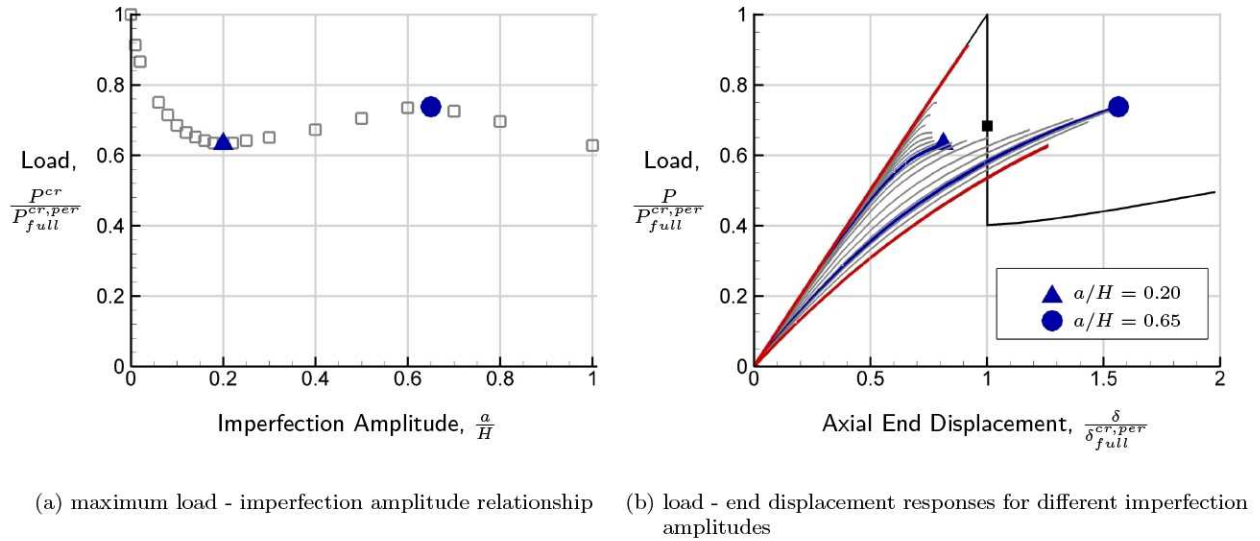 1
0.8
0.6
0.4
0.2
0
Load,
P^{cr}
P_{full}^{cr,per}
0
0.2
0.4
0.6
0.8
1
Imperfection Amplitude, a/H
(a) maximum load - imperfection amplitude relationship
1
0.8
0.6
0.4
0.2
0
Load,
P
P_{full}^{cr,per}
a/H = 0.20
a/H = 0.65
0
0.5
1
1.5
2
Axial End Displacement, δ/δ_{full}^{cr,per}
(b) load - end displacement responses for different imperfection
amplitudes